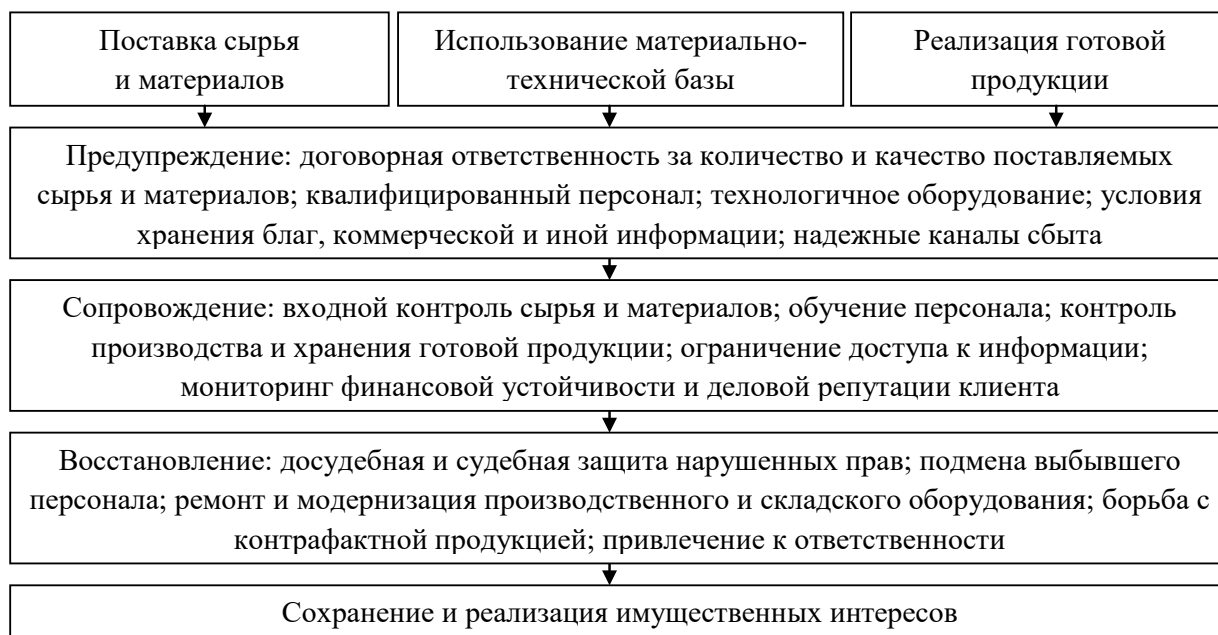 Поставка сырья
и материалов
Использование материально-
технической базы
Реализация готовой
продукции
Предупреждение: договорная ответственность за количество и качество поставляемых
сырья и материалов; квалифицированный персонал; технологичное оборудование; условия
хранения благ, коммерческой и иной информации; надежные каналы сбыта
Сопровождение: входной контроль сырья и материалов; обучение персонала; контроль
производства и хранения готовой продукции; ограничение доступа к информации;
мониторинг финансовой устойчивости и деловой репутации клиента
Восстановление: досудебная и судебная защита нарушенных прав; подмена выбывшего
персонала; ремонт и модернизация производственного и складского оборудования; борьба с
контрафактной продукцией; привлечение к ответственности
Сохранение и реализация имущественных интересов